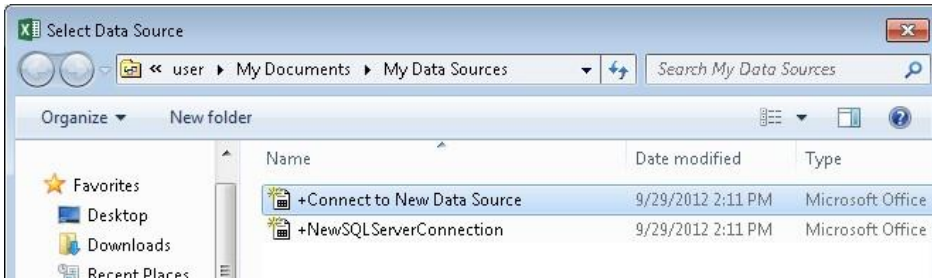 Select Data Source
« user ▸ My Documents ▸ My Data Sources
Search My Data Sources
Organize
New folder
Name
Date modified
Type
Favorites
Desktop
Downloads
Recent Places
+Connect to New Data Source 9/29/2012 2:11 PM Microsoft Office
+NewSQLServerConnection 9/29/2012 2:11 PM Microsoft Office